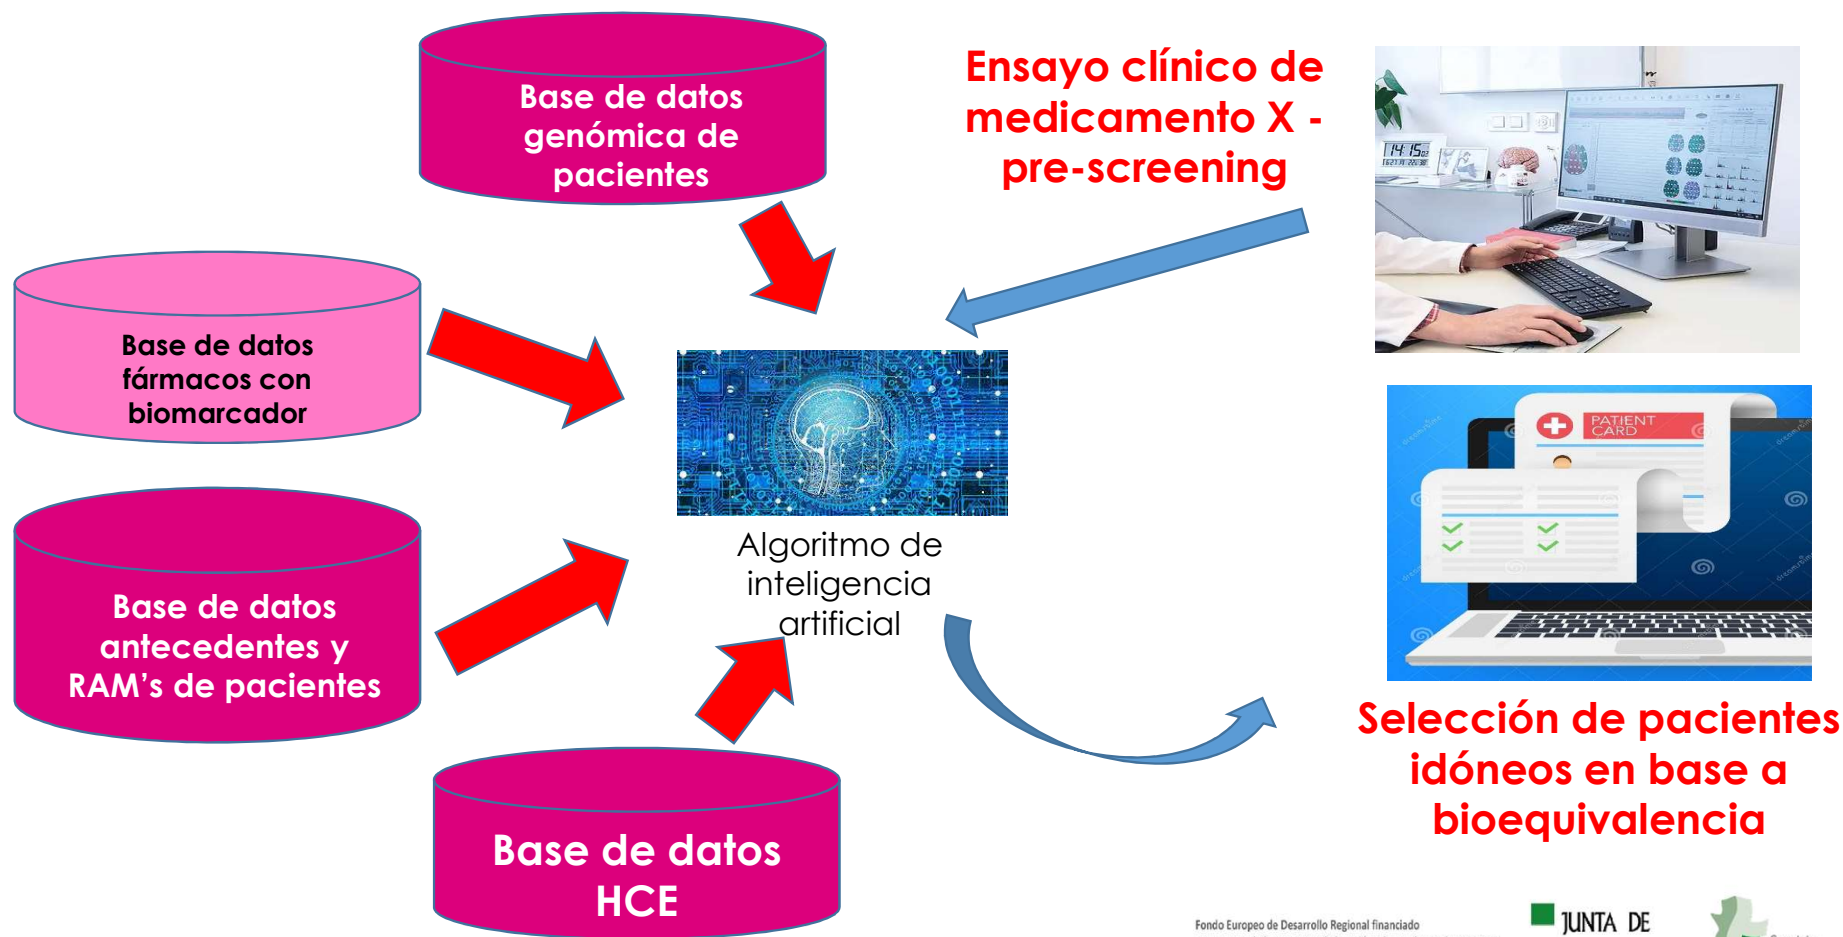 Base de datos
genómica de
pacientes
Ensayo clínico de
medicamento X -
pre-screening
14:15
Base de datos
fármacos con
biomarcador
PATIENT
CARD
Algoritmo de
inteligencia
artificial
Base de datos
antecedentes y
RAM's de pacientes
Selección de pacientes
idóneos en base a
bioequivalencia
Base de datos
HCE
Fondo Europeo de Desarrollo Regional financiado
JUNTA DE